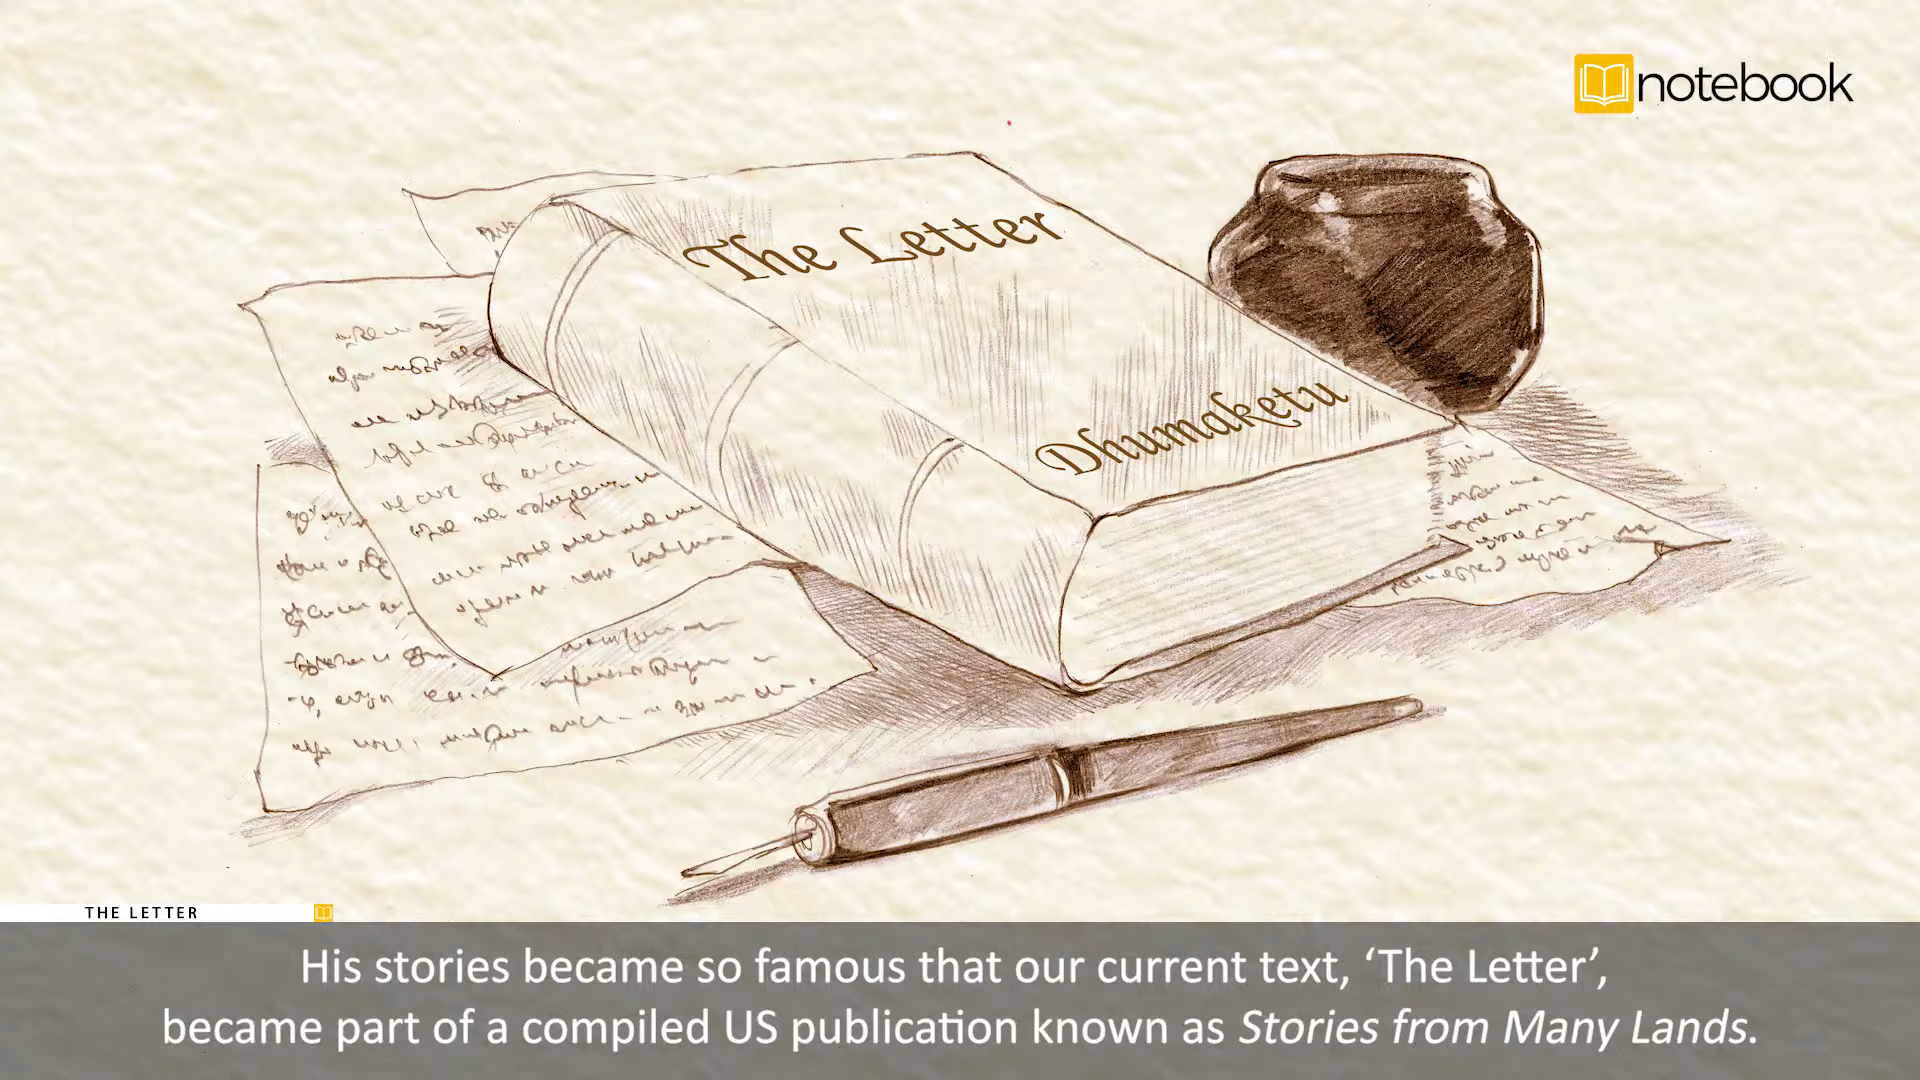 notebook
The Letter
Dhumaketu
THE LETTER
His stories became so famous that our current text, ‘The Letter’,
became part of a compiled US publication known as Stories from Many Lands.